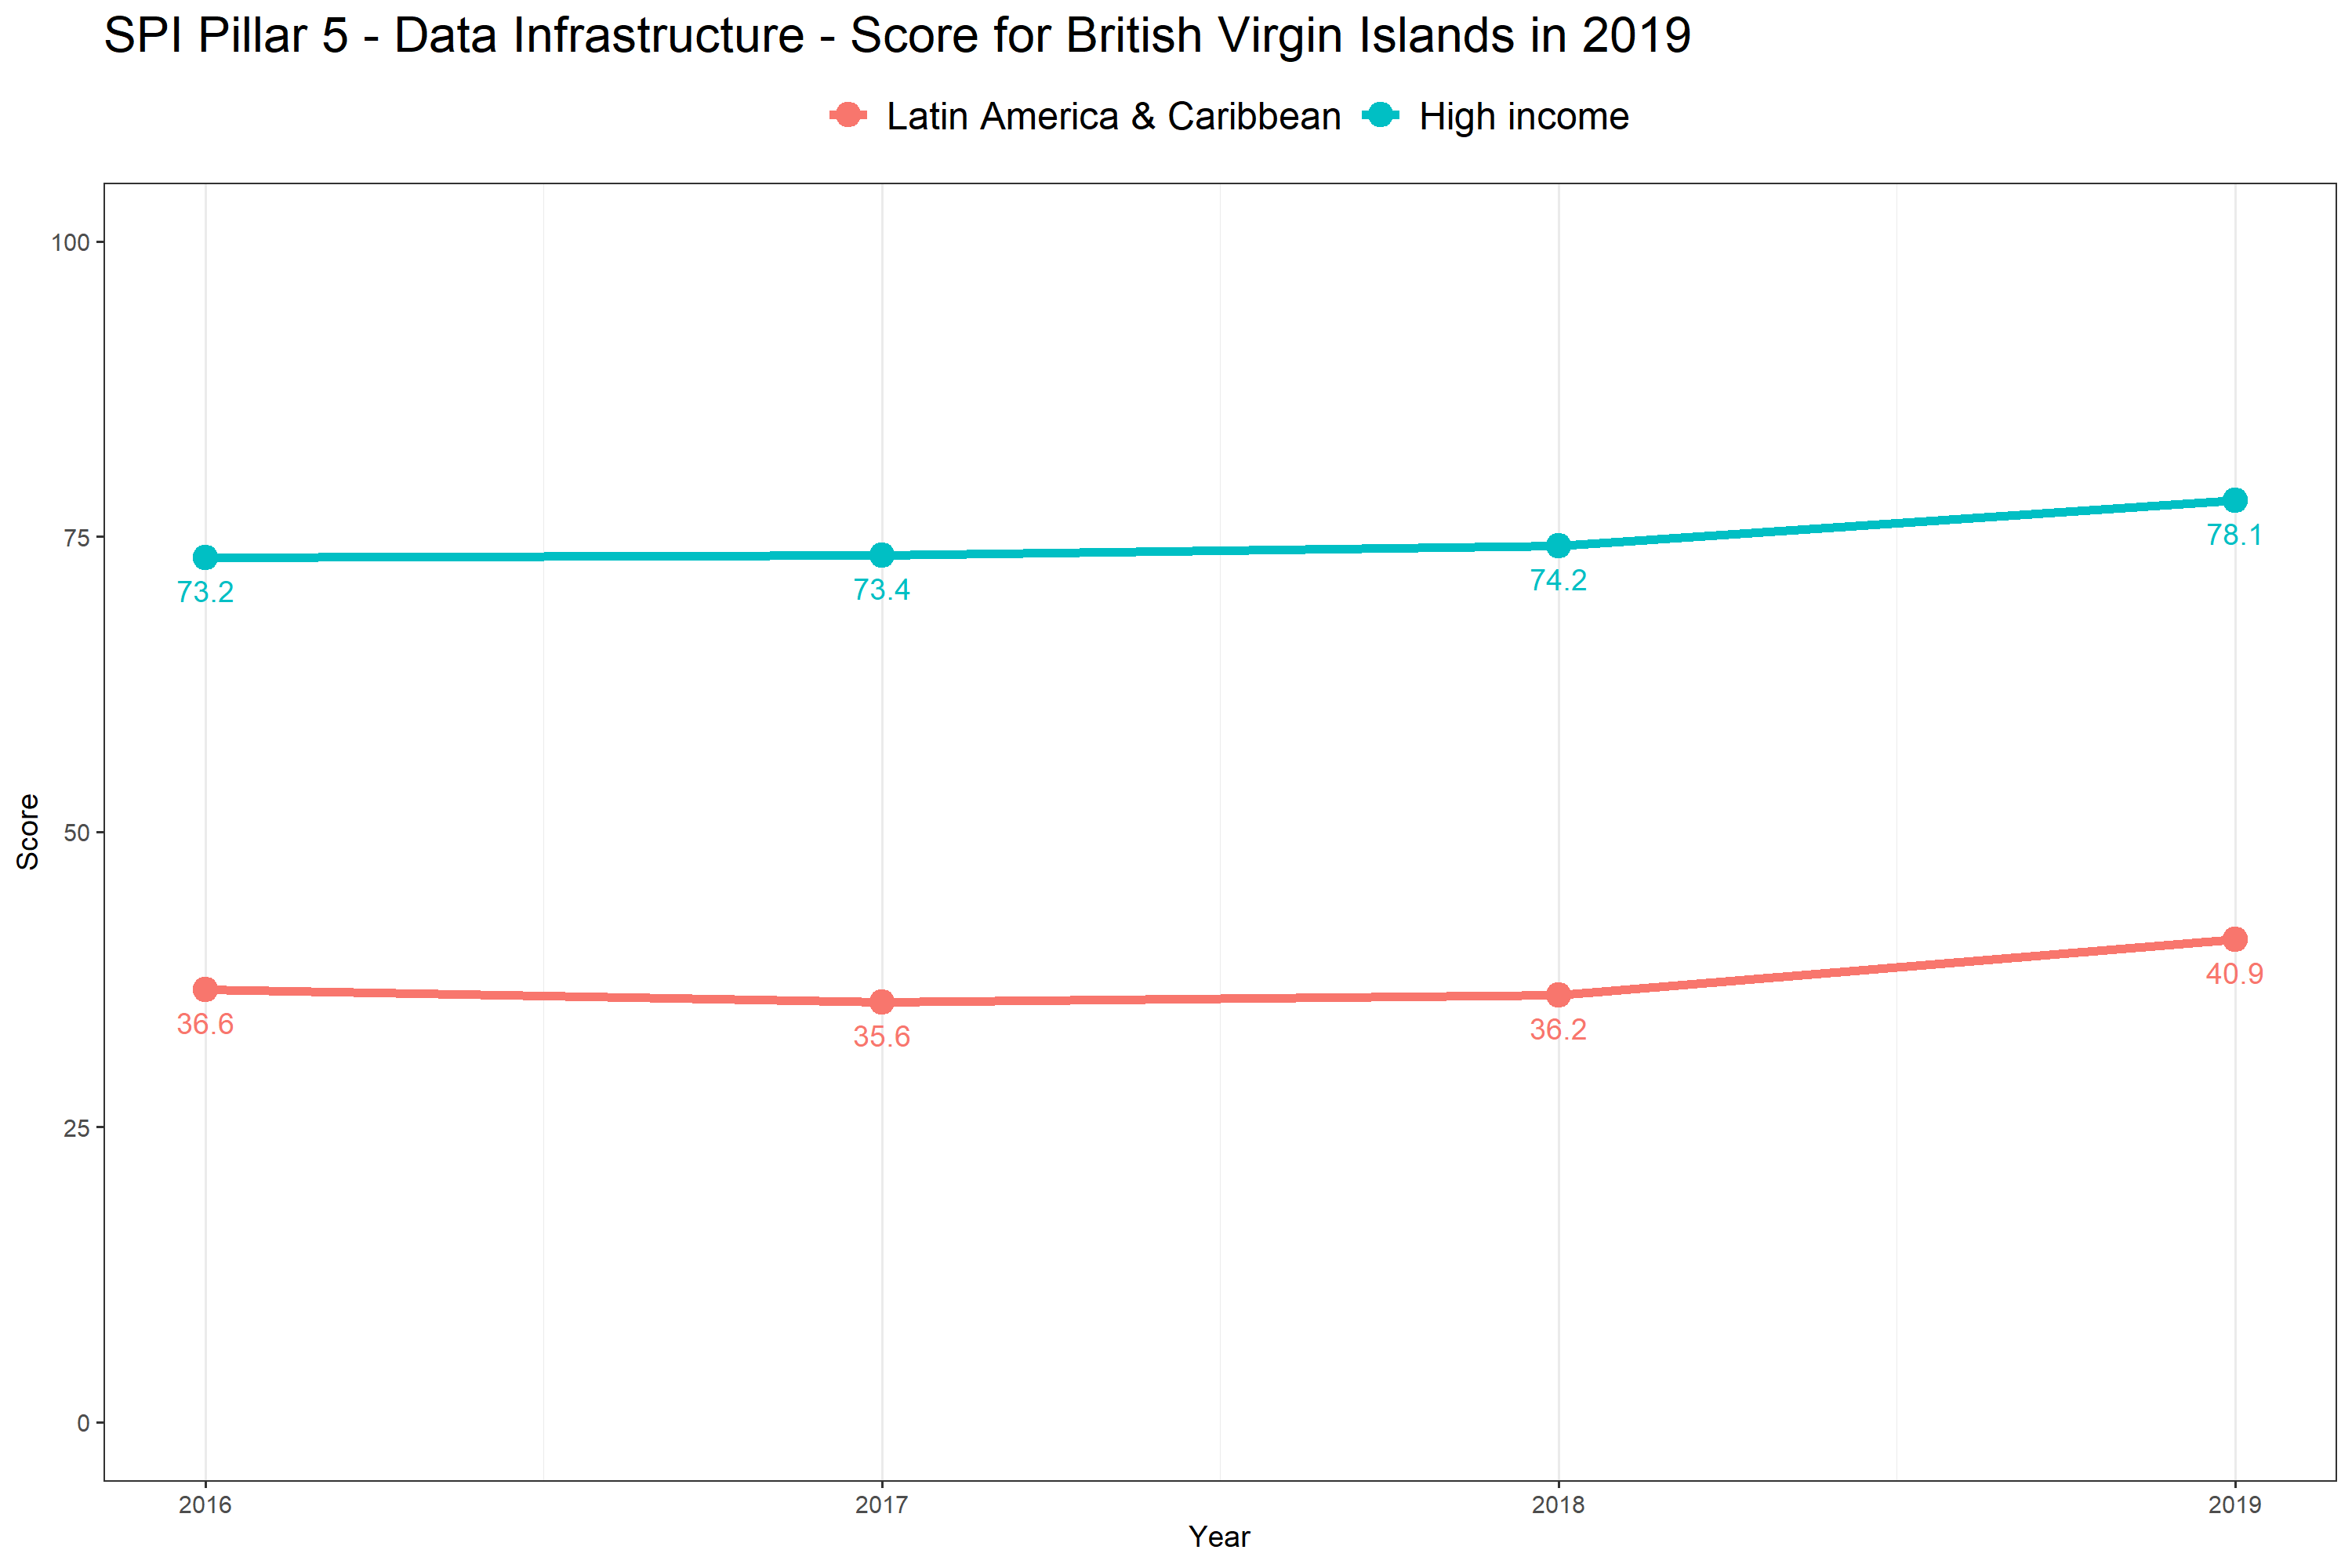 SPI Pillar 5 - Data Infrastructure - Score for British Virgin Islands in 2019
Latin America & Caribbean High income
100
75
50
25
0
Score
73.2
73.4
74.2
78.1
36.6
35.6
36.2
40.9
2016 2017 2018 2019
Year